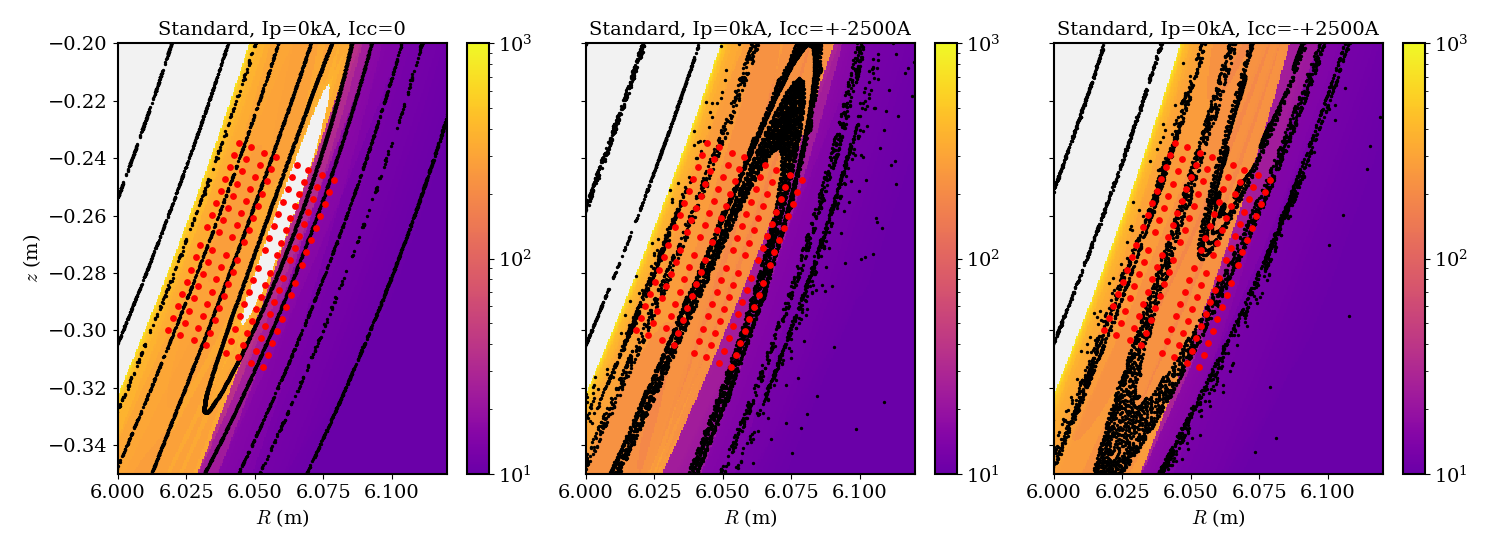 Standard, Ip=0kA, Icc=0
Standard, Ip=0kA, Icc=+-2500A
Standard, Ip=0kA, Icc=-+2500A
−0.20
−0.22
−0.24
−0.26
−0.28
−0.30
−0.32
−0.34
z (m)
10³
10²
10¹
10³
10²
10¹
10³
10²
10¹
6.000 6.025 6.050 6.075 6.100
6.000 6.025 6.050 6.075 6.100
6.000 6.025 6.050 6.075 6.100
R (m)
R (m)
R (m)